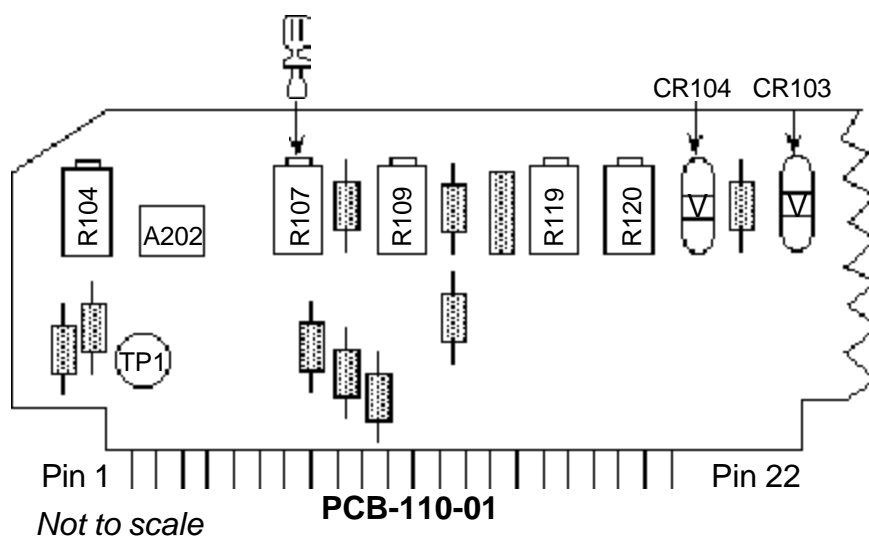 CR104 CR103
R104 A202 R107 R109 R119 R120 V V
TP1
Pin 1 Pin 22
PCB-110-01
Not to scale